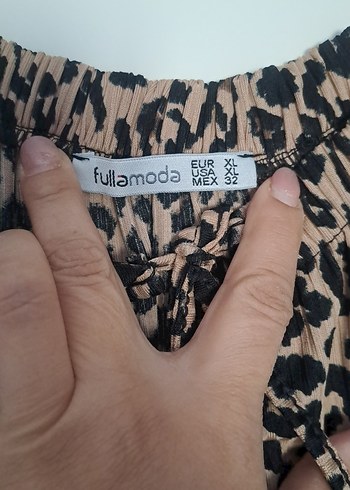 fullamoda
EUR XL
USA XL
MEX 32